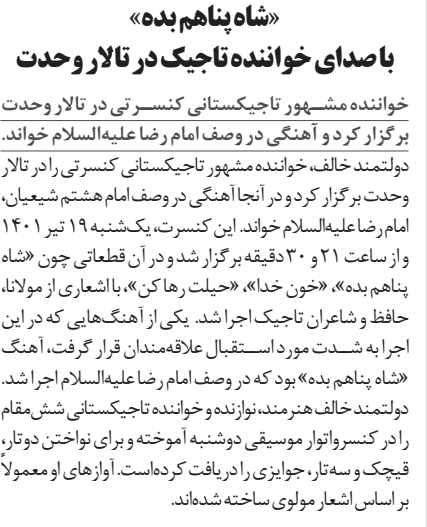 «شاه پناهم بده»
با صدای خواننده تاجیک در تالار وحدت
خواننده مشـــهور تاجیکستانی کنســـرتی در تالار وحدت
برگزار کرد و آهنگی در وصف امام رضا علیه‌السلام خواند.
دولتمند خالف، خواننده مشهور تاجیکستانی کنسرتی را در تالار
وحدت برگزار کرد و در آنجا آهنگی در وصف امام هشتم شیعیان،
امام رضا علیه‌السلام خواند. این کنسرت، یک‌شنبه ۱۹ تیر ۱۴۰۱
و از ساعت ۲۱ و ۳۰ دقیقه برگزار شد و در آن قطعاتی چون «شاه
پناهم بده»، «خون خدا»، «حیلت رها کن»، با اشعاری از مولانا،
حافظ و شاعران تاجیک اجرا شد. یکی از آهنگ‌هایی که در این
اجرا به شـــدت مورد اســـتقبال علاقه‌مندان قرار گرفت، آهنگ
«شاه پناهم بده» بود که در وصف امام رضا علیه‌السلام اجرا شد.
دولتمند خالف هنرمند، نوازنده و خواننده تاجیکستانی شش‌مقام
را در کنسرواتوار موسیقی دوشنبه آموخته و برای نواختن دوتار،
قیچک و سه‌تار، جوایزی را دریافت کرده‌است. آوازهای او معمولاً
بر اساس اشعار مولوی ساخته شده‌اند.